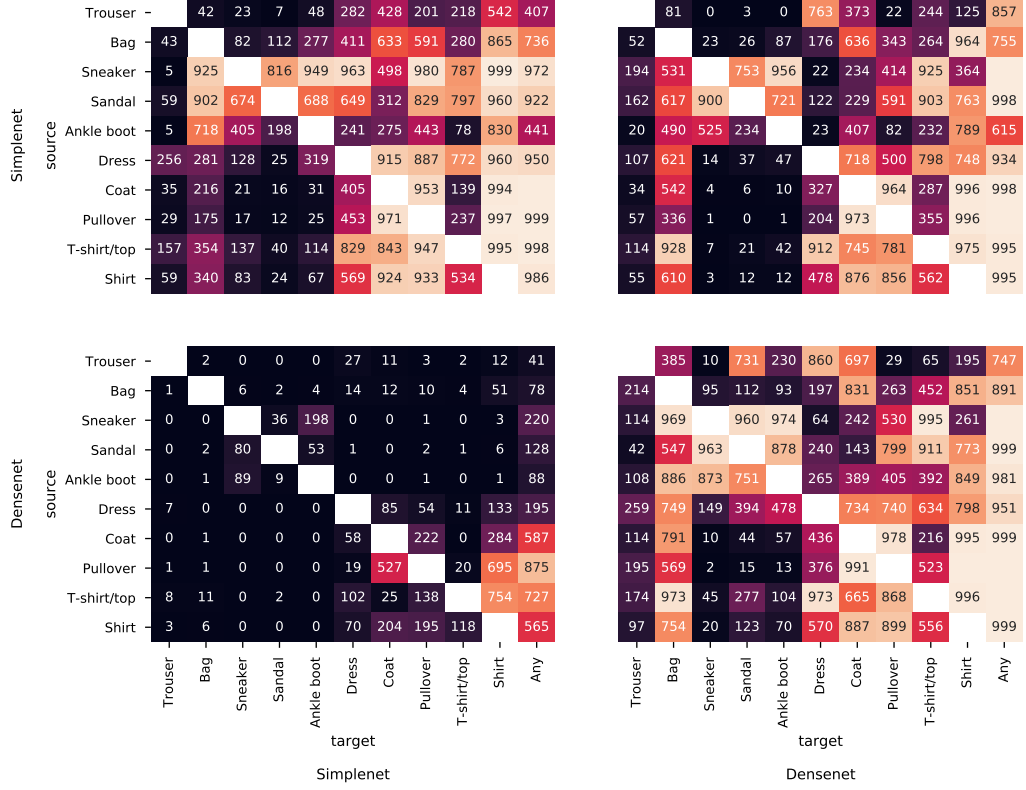 Simplenet
source
Trouser 42 23 7 48 282 428 201 218 542 407
Bag 43 82 112 277 411 633 591 280 865 736
Sneaker 5 925 816 949 963 498 980 787 999 972
Sandal 59 902 674 688 649 312 829 797 960 922
Ankle boot 5 718 405 198 241 275 443 78 830 441
Dress 256 281 128 25 319 915 887 772 960 950
Coat 35 216 21 16 31 405 953 139 994
Pullover 29 175 17 12 25 453 971 237 997 999
T-shirt/top 157 354 137 40 114 829 843 947 995 998
Shirt 59 340 83 24 67 569 924 933 534 986
81 0 3 0 763 373 22 244 125 857
52 23 26 87 176 636 343 264 964 755
194 531 753 956 22 234 414 925 364
162 617 900 721 122 229 591 903 763 998
20 490 525 234 23 407 82 232 789 615
107 621 14 37 47 718 500 798 748 934
34 542 4 6 10 327 964 287 996 998
57 336 1 0 1 204 973 355 996
114 928 7 21 42 912 745 781 975 995
55 610 3 12 12 478 876 856 562 995
Densenet
source
Trouser 2 0 0 0 27 11 3 2 12 41
Bag 1 6 2 4 14 12 10 4 51 78
Sneaker 0 0 36 198 0 0 1 0 3 220
Sandal 0 2 80 53 1 0 2 1 6 128
Ankle boot 0 1 89 9 0 0 1 0 1 88
Dress 7 0 0 0 0 85 54 11 133 195
Coat 0 1 0 0 0 58 222 0 284 587
Pullover 1 1 0 0 0 19 527 20 695 875
T-shirt/top 8 11 0 2 0 102 25 138 754 727
Shirt 3 6 0 0 0 70 204 195 118 565
Trouser Bag Sneaker Sandal Ankle boot Dress Coat Pullover T-shirt/top Shirt Any
target
Simplenet
385 10 731 230 860 697 29 65 195 747
214 95 112 93 197 831 263 452 851 891
114 969 960 974 64 242 530 995 261
42 547 963 878 240 143 799 911 773 999
108 886 873 751 265 389 405 392 849 981
259 749 149 394 478 734 740 634 798 951
114 791 10 44 57 436 978 216 995 999
195 569 2 15 13 376 991 523
174 973 45 277 104 973 665 868 996
97 754 20 123 70 570 887 899 556 999
Trouser Bag Sneaker Sandal Ankle boot Dress Coat Pullover T-shirt/top Shirt Any
target
Densenet